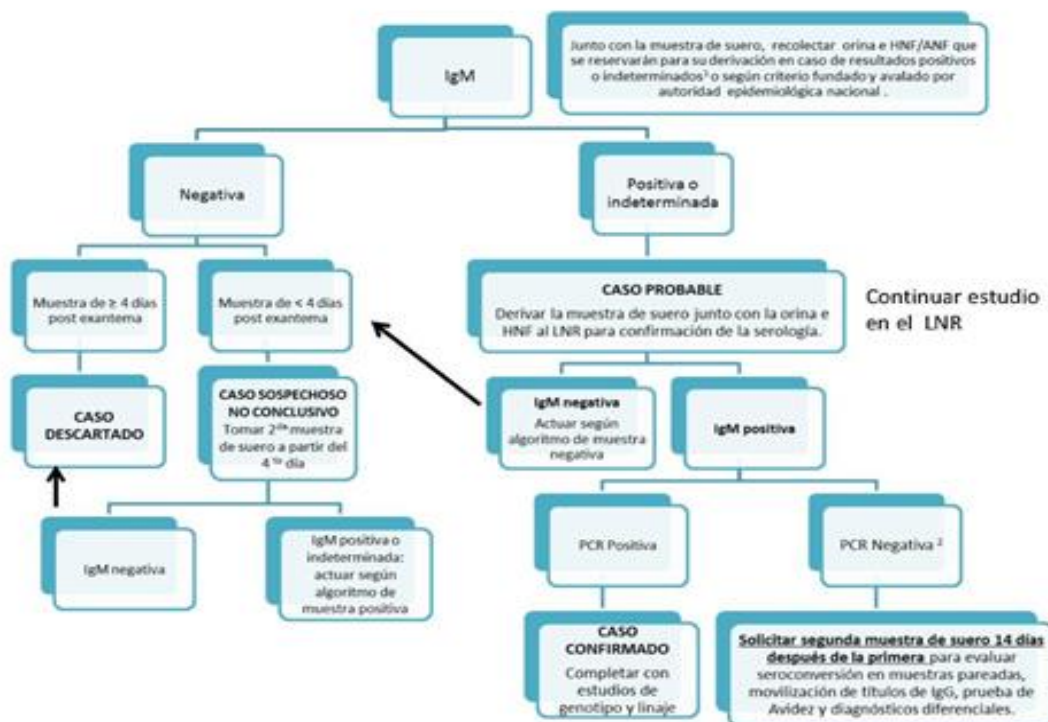 IgM
Junto con la muestra de suero, recolectar orina e HNF/ANF que
se reservarán para su derivación en caso de resultados positivos
o indeterminados¹ o según criterio fundado y avalado por
autoridad epidemiológica nacional .
Negativa
Positiva o
indeterminada
Muestra de ≥ 4 días
post exantema
Muestra de < 4 días
post exantema
CASO PROBABLE
Derivar la muestra de suero junto con la orina e
HNF al LNR para confirmación de la serología.
Continuar estudio
en el LNR
CASO
DESCARTADO
CASO SOSPECHOSO
NO CONCLUSIVO
Tomar 2da muestra
de suero a partir del
4 to día
IgM negativa
Actuar según
algoritmo de muestra
negativa
IgM positiva
IgM negativa
IgM positiva o
indeterminada:
actuar según
algoritmo de
muestra positiva
PCR Positiva
PCR Negativa ²
CASO
CONFIRMADO
Completar con
estudios de
genotipo y linaje
Solicitar segunda muestra de suero 14 días
después de la primera para evaluar
seroconversión en muestras pareadas,
movilización de títulos de IgG, prueba de
Avidez y diagnósticos diferenciales.